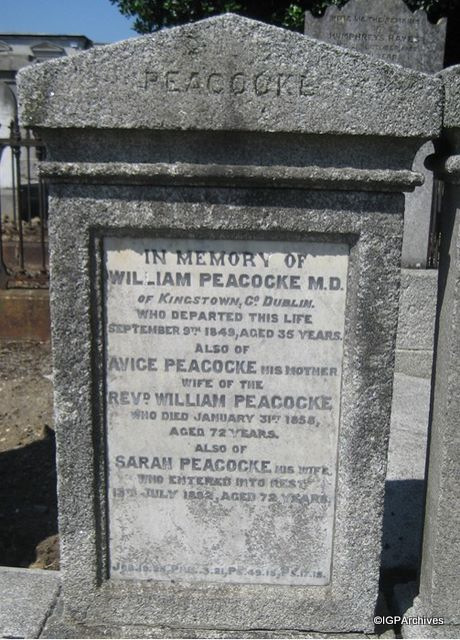 PEACOCKE
IN MEMORY OF
WILLIAM PEACOCKE M.D.
OF KINGSTOWN, Cº DUBLIN.
WHO DEPARTED THIS LIFE
SEPTEMBER 9TH 1849, AGED 35 YEARS.
ALSO OF
AVICE PEACOCKE HIS MOTHER
WIFE OF THE
REVD WILLIAM PEACOCKE
WHO DIED JANUARY 31ST 1858,
AGED 72 YEARS.
ALSO OF
SARAH PEACOCKE, HIS WIFE,
WHO ENTERED INTO REST
JULY 1892, AGED 72 YEARS.
HUMPHREYS
©IGPArchives